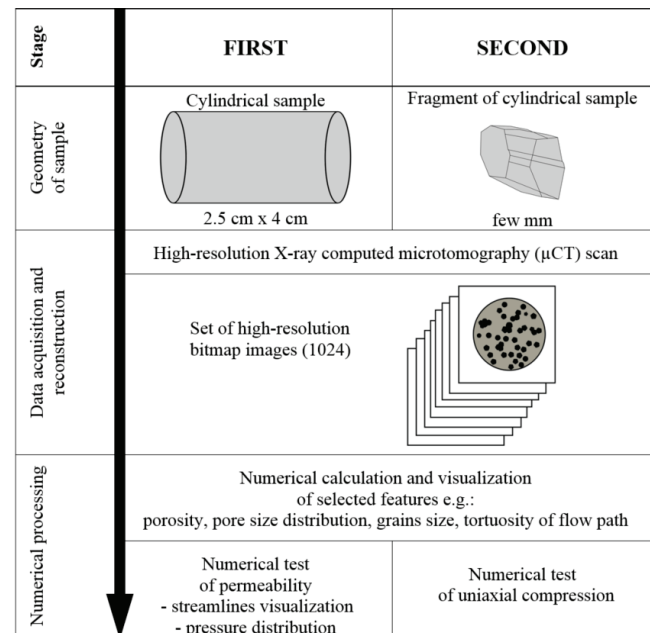 Stage
FIRST
SECOND
Geometry
of sample
Cylindrical sample
2.5 cm x 4 cm
Fragment of cylindrical sample
few mm
Data acquisition and
reconstruction
High-resolution X-ray computed microtomography (µCT) scan
Set of high-resolution
bitmap images (1024)
Numerical processing
Numerical calculation and visualization
of selected features e.g.:
porosity, pore size distribution, grains size, tortuosity of flow path
Numerical test
of permeability
- streamlines visualization
- pressure distribution
Numerical test
of uniaxial compression